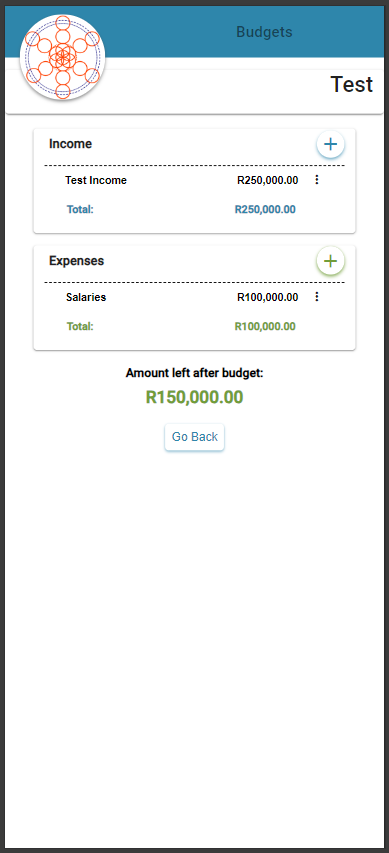 Budgets
Test
Income
Test Income R250,000.00
Total: R250,000.00
Expenses
Salaries R100,000.00
Total: R100,000.00
Amount left after budget:
R150,000.00
Go Back